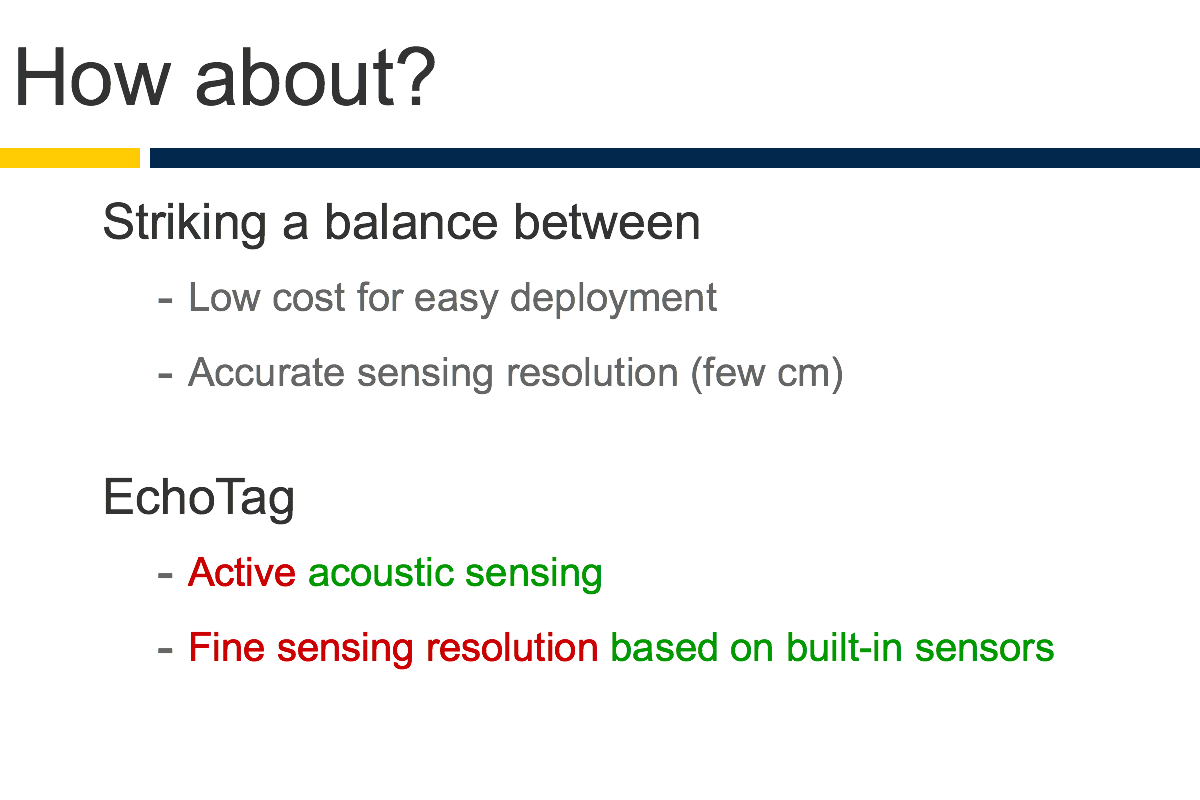 How about?
Striking a balance between
- Low cost for easy deployment
- Accurate sensing resolution (few cm)
EchoTag
- Active acoustic sensing
- Fine sensing resolution based on built-in sensors